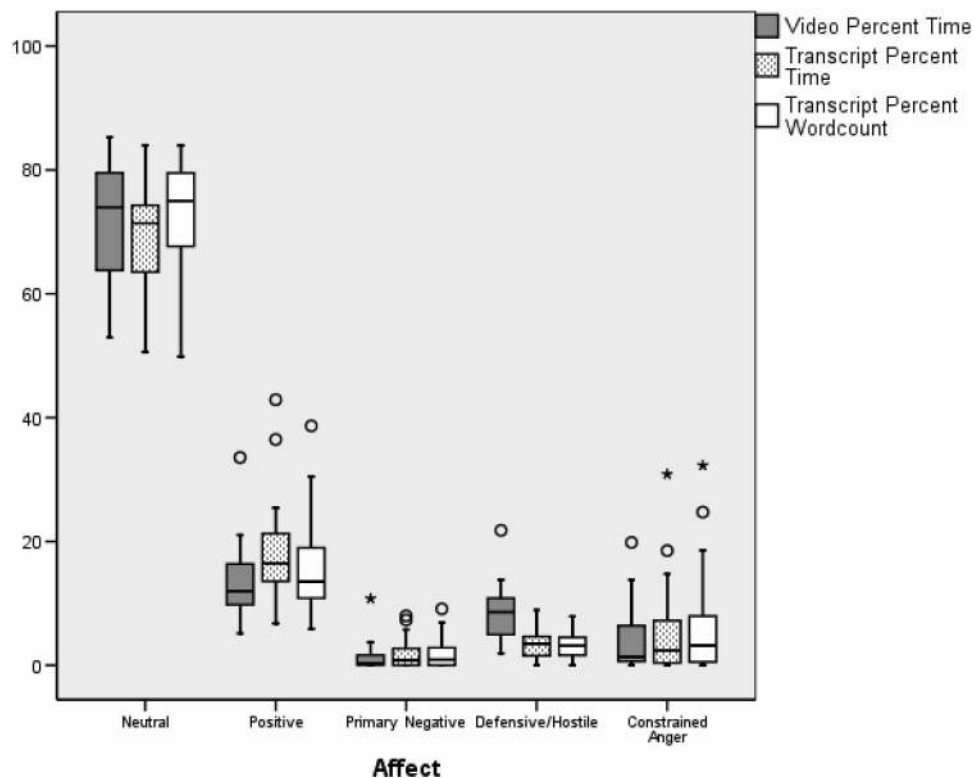 Video Percent Time
Transcript Percent
Time
Transcript Percent
Wordcount
100
80
60
40
20
0
Neutral
Positive
Primary Negative
Defensive/Hostile
Constrained
Anger
Affect